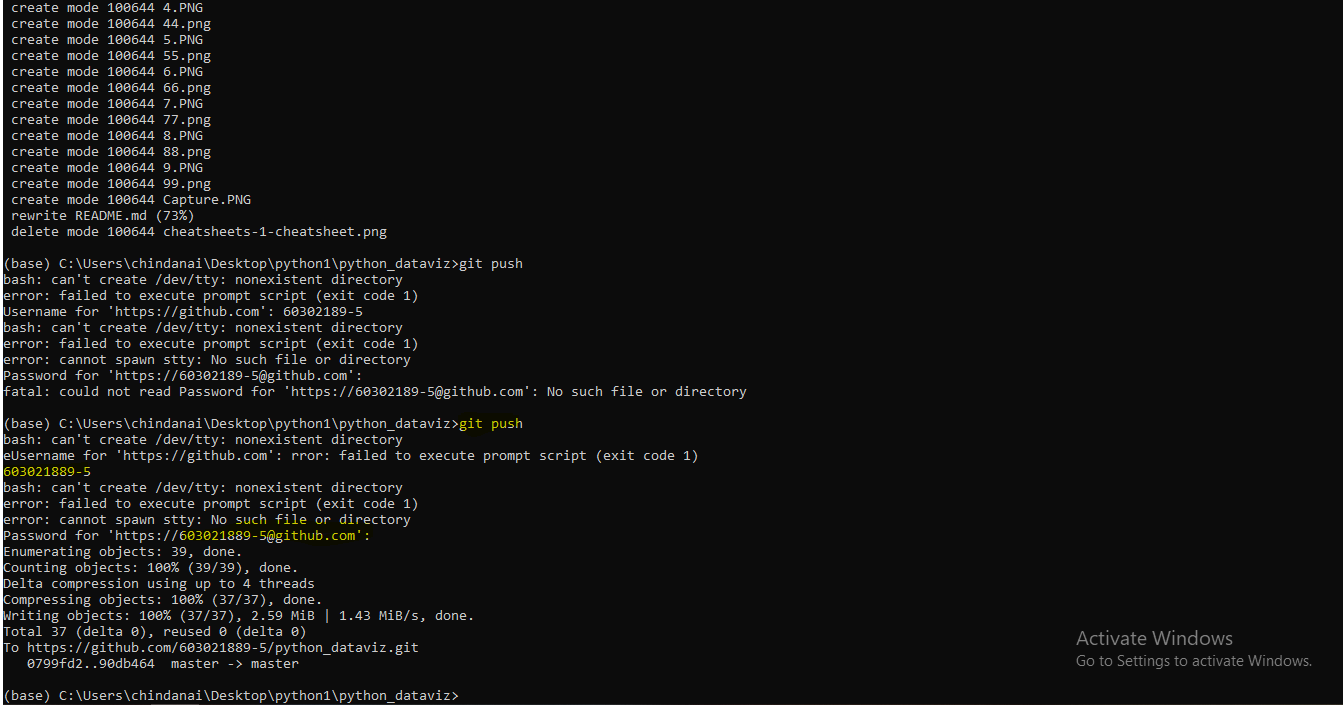 create mode 100644 4.PNG
create mode 100644 44.png
create mode 100644 5.PNG
create mode 100644 55.png
create mode 100644 6.PNG
create mode 100644 66.png
create mode 100644 7.PNG
create mode 100644 77.png
create mode 100644 8.PNG
create mode 100644 88.png
create mode 100644 9.PNG
create mode 100644 99.png
create mode 100644 Capture.PNG
rewrite README.md (73%)
delete mode 100644 cheatsheets-1-cheatsheet.png
(base) C:\Users\chindanai\Desktop\python1\python_dataviz>git push
bash: can't create /dev/tty: nonexistent directory
error: failed to execute prompt script (exit code 1)
Username for 'https://github.com': 60302189-5
bash: can't create /dev/tty: nonexistent directory
error: failed to execute prompt script (exit code 1)
error: cannot spawn stty: No such file or directory
Password for 'https://60302189-5@github.com':
fatal: could not read Password for 'https://60302189-5@github.com': No such file or directory
(base) C:\Users\chindanai\Desktop\python1\python_dataviz>git push
bash: can't create /dev/tty: nonexistent directory
eUsername for 'https://github.com': rror: failed to execute prompt script (exit code 1)
603021889-5
bash: can't create /dev/tty: nonexistent directory
error: failed to execute prompt script (exit code 1)
error: cannot spawn stty: No such file or directory
Password for 'https://603021889-5@github.com':
Enumerating objects: 39, done.
Counting objects: 100% (39/39), done.
Delta compression using up to 4 threads
Compressing objects: 100% (37/37), done.
Writing objects: 100% (37/37), 2.59 MiB | 1.43 MiB/s, done.
Total 37 (delta 0), reused 0 (delta 0)
To https://github.com/603021889-5/python_dataviz.git
0799fd2..90db464  master -> master
(base) C:\Users\chindanai\Desktop\python1\python_dataviz>
Activate Windows
Go to Settings to activate Windows.